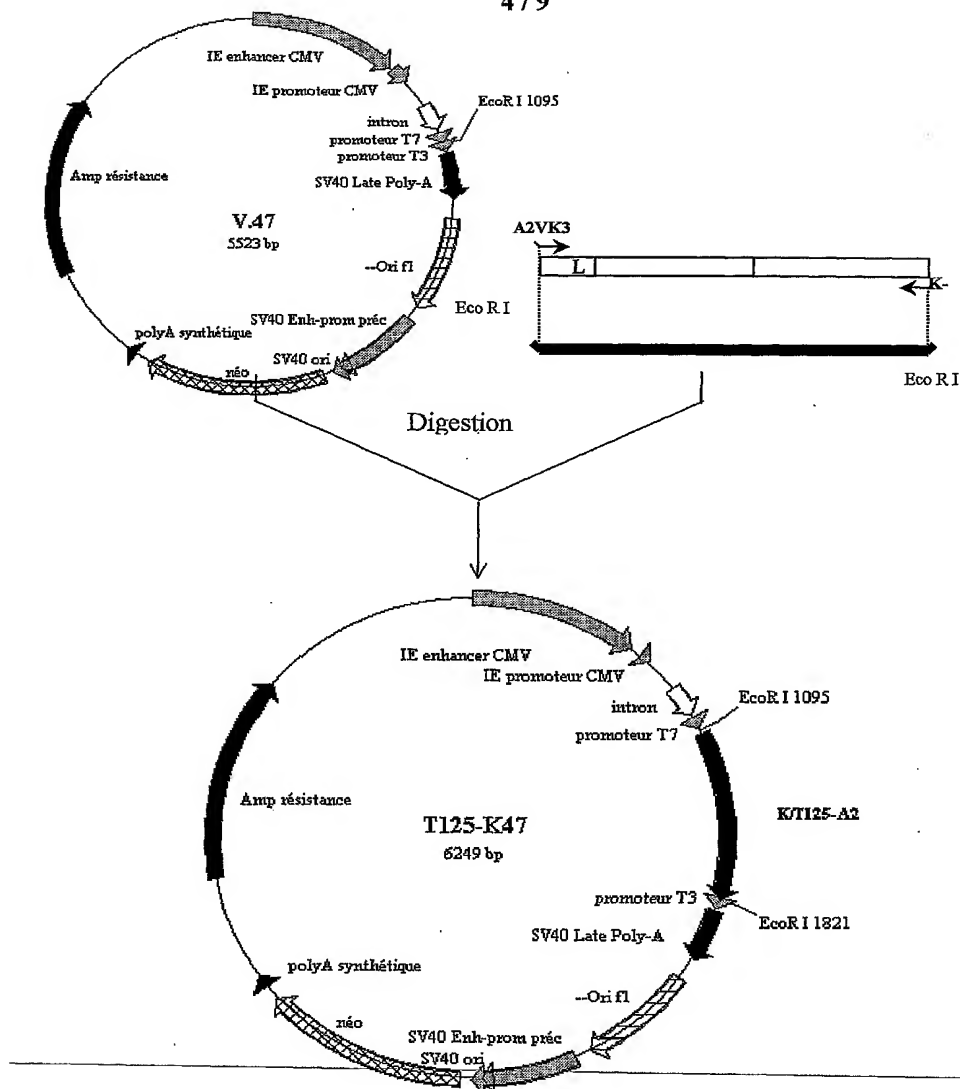 4 / 9
IE enhancer CMV
IE promoteur CMV
EcoR I 1095
intron
promoteur T7
promoteur T3
SV40 Late Poly-A
Amp résistance
V.47
5523 bp
--Ori f1
Eco R I
SV40 Enh-prom préc
polyA synthétique
SV40 ori
néo
A2VK3
L
K-
Eco R I
Digestion
IE enhancer CMV
IE promoteur CMV
intron
EcoR I 1095
promoteur T7
Amp résistance
T125-K47
6249 bp
K/T125-A2
promoteur T3
EcoR I 1821
SV40 Late Poly-A
polyA synthétique
--Ori f1
néo
SV40 Enh-prom préc
SV40 ori